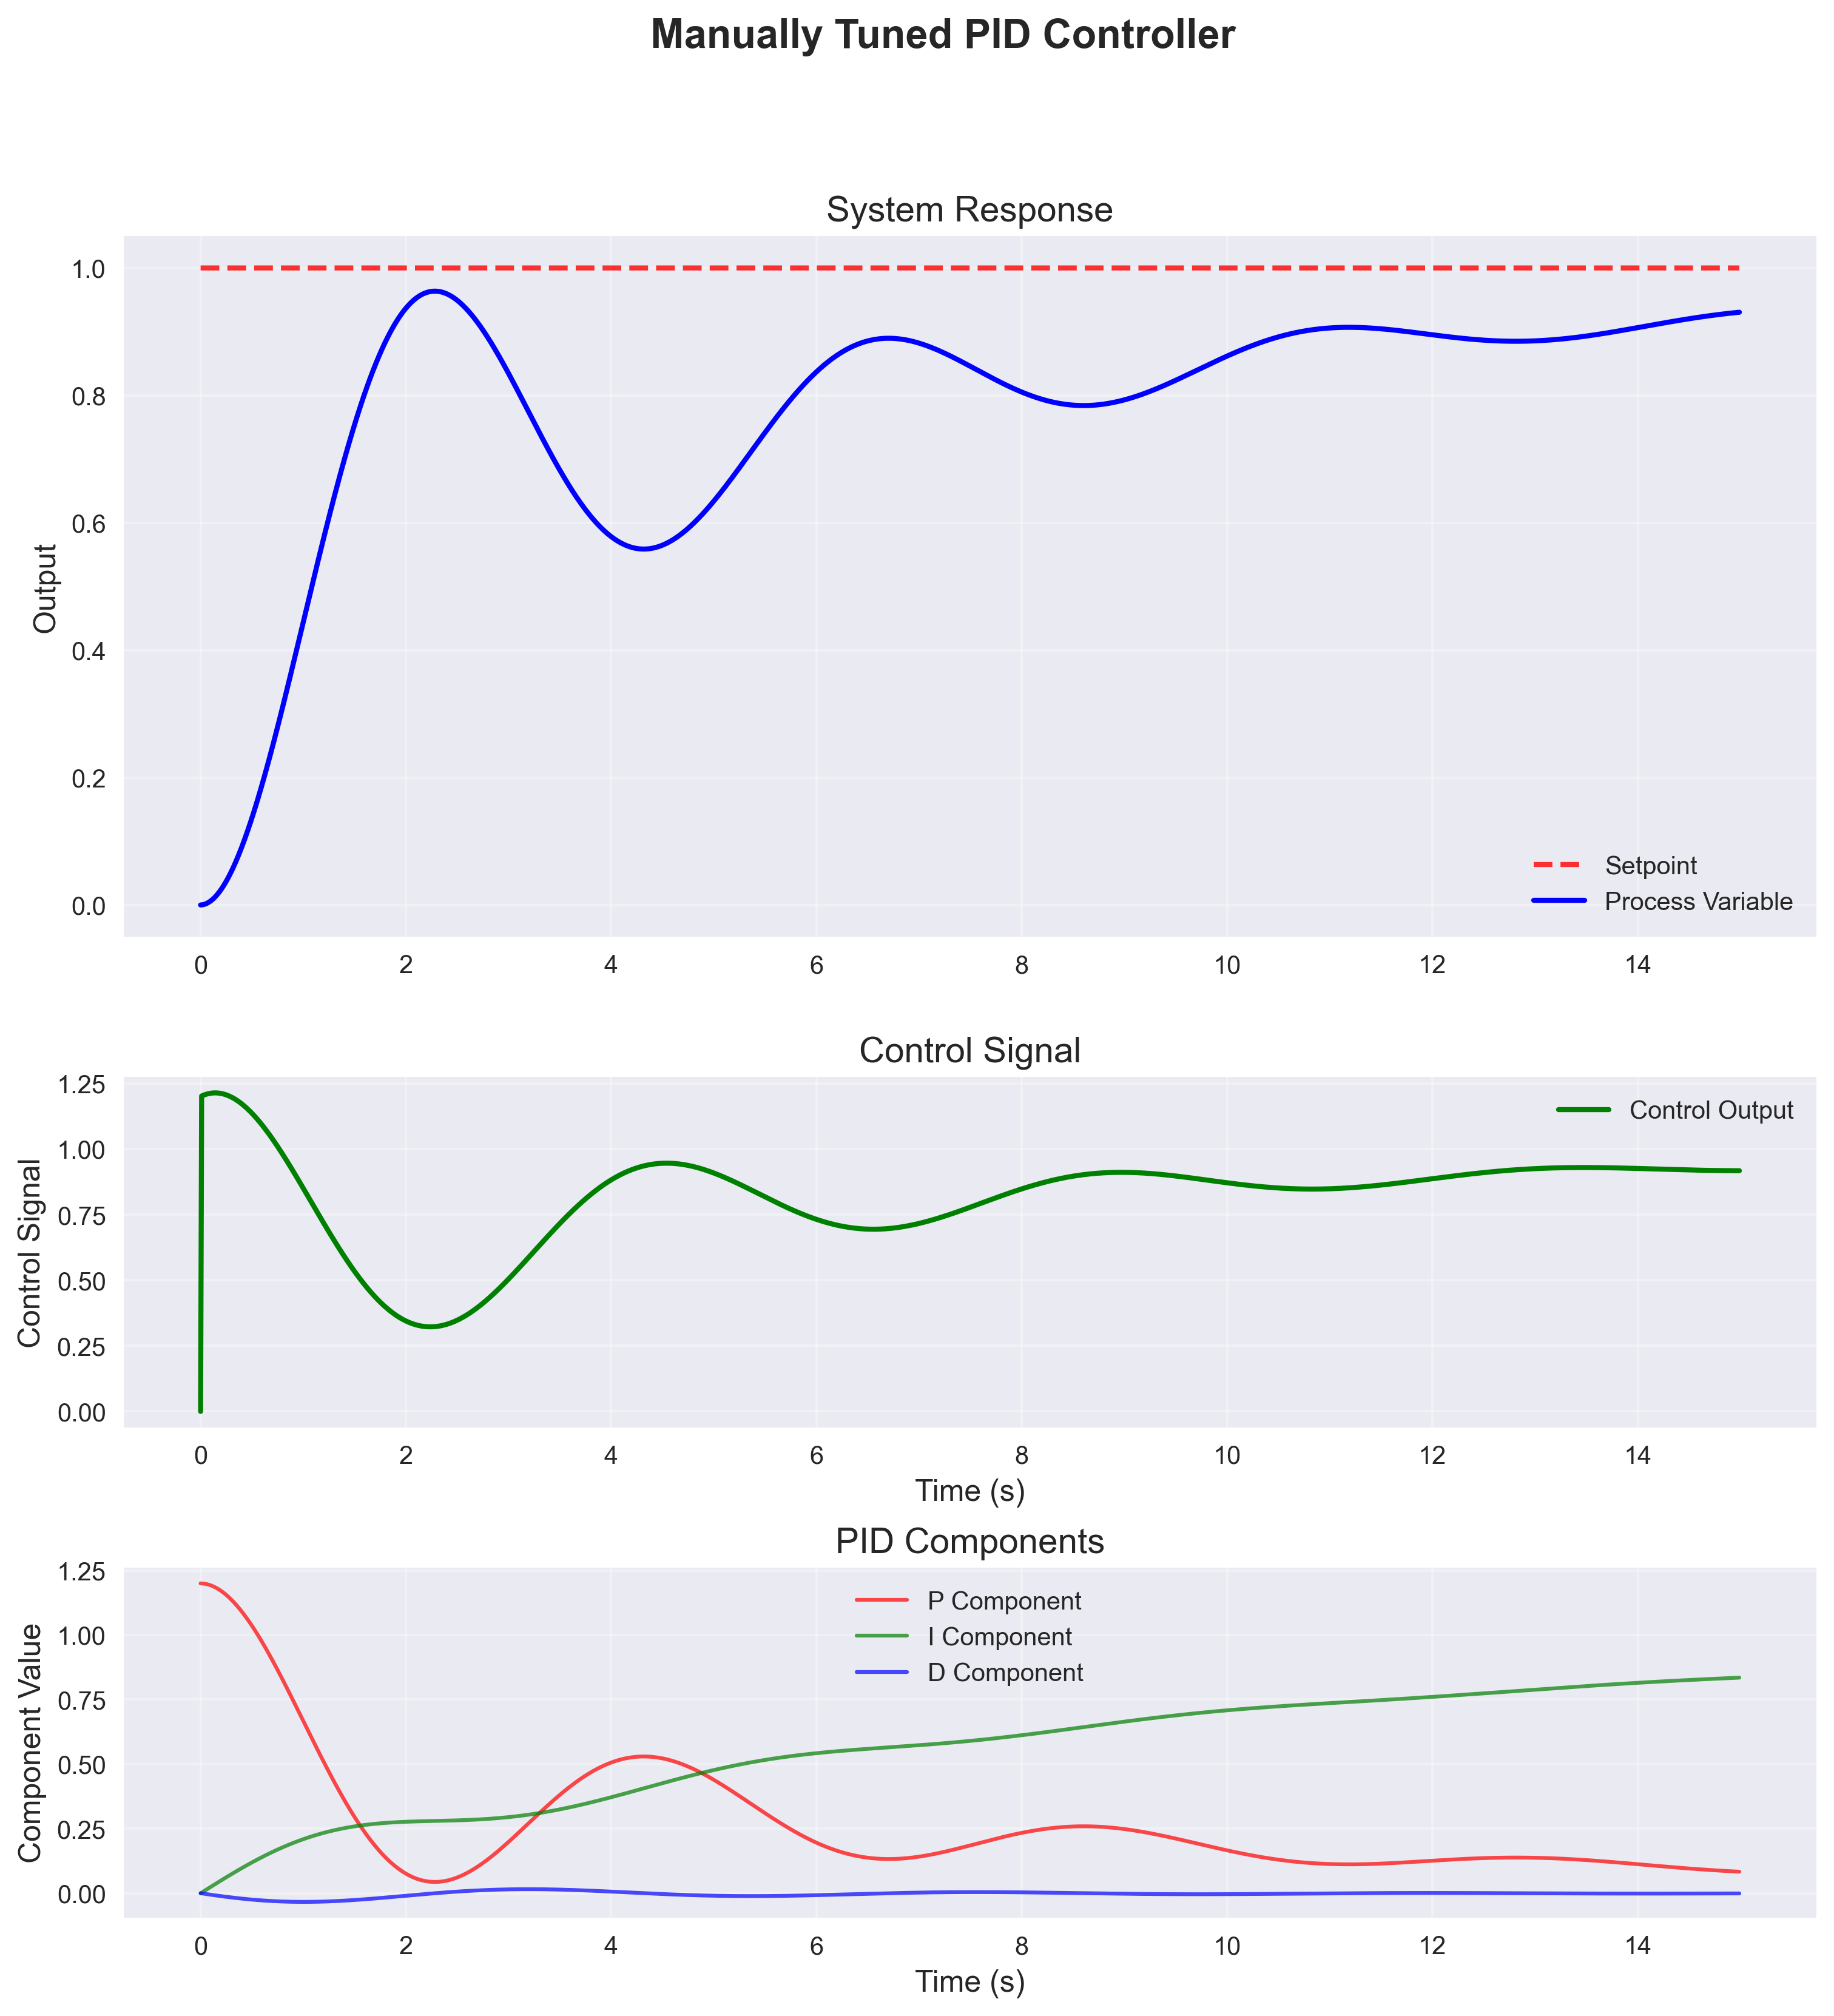 Manually Tuned PID Controller
System Response
1.0
0.8
0.6
0.4
0.2
0.0
Output
Setpoint
Process Variable
0 2 4 6 8 10 12 14
Control Signal
1.25
1.00
0.75
0.50
0.25
0.00
Control Signal
Control Output
0 2 4 6 8 10 12 14
Time (s)
PID Components
1.25
1.00
0.75
0.50
0.25
0.00
Component Value
P Component
I Component
D Component
0 2 4 6 8 10 12 14
Time (s)